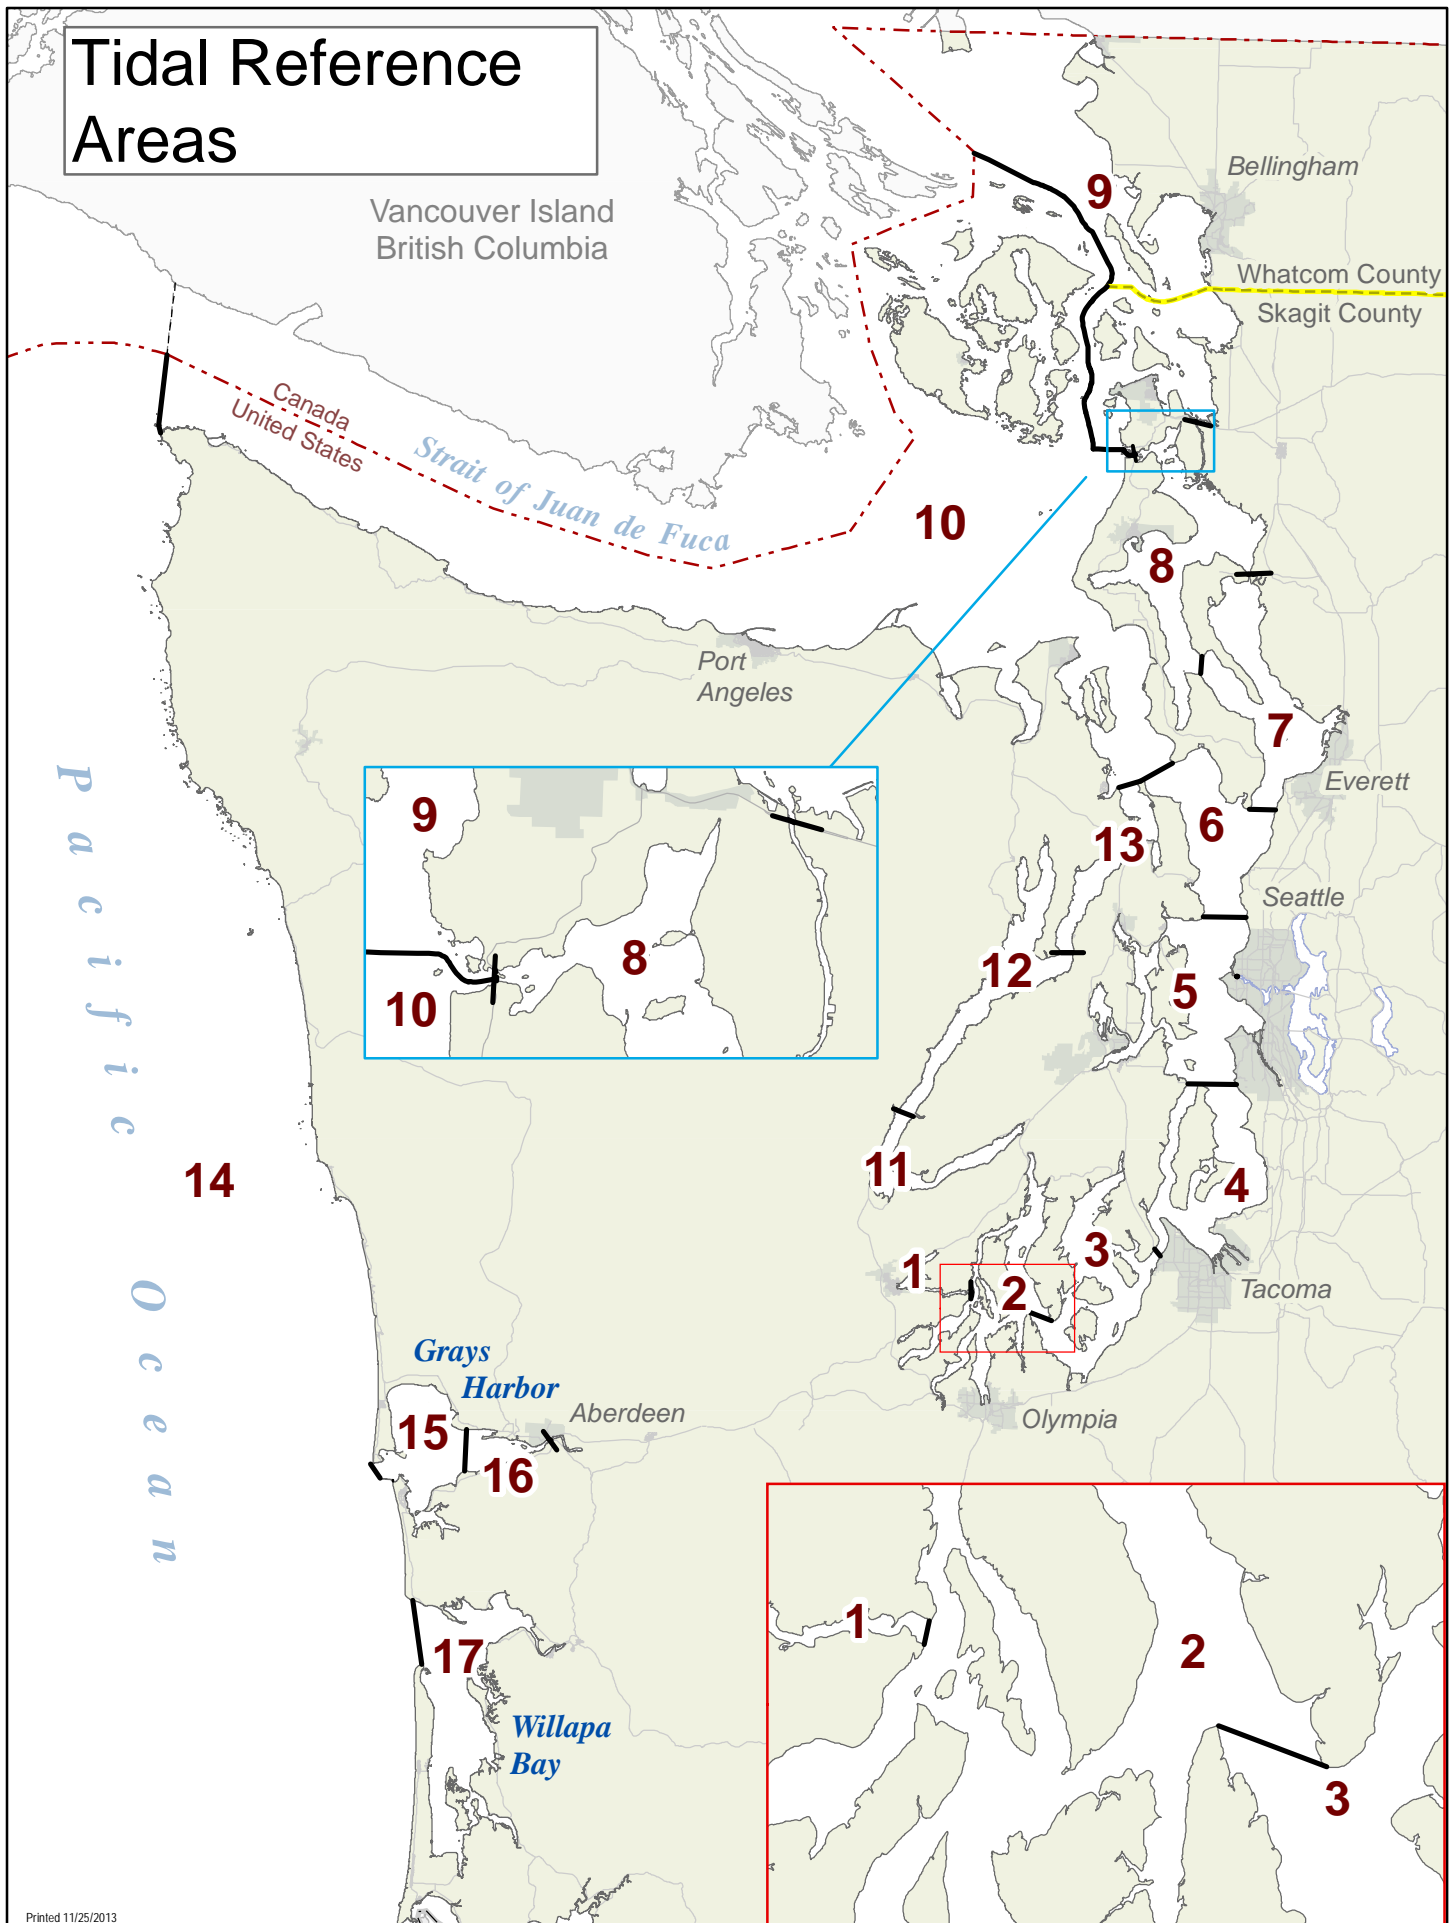 Tidal Reference
Areas
Vancouver Island
British Columbia
9
Bellingham
Whatcom County
Skagit County
Canada
United States
Strait of Juan de Fuca
10
8
Port
Angeles
7
Everett
Pacific Ocean
9
8
10
6
13
Seattle
12
5
14
11
4
3
1
2
Tacoma
Grays
Harbor
Aberdeen
Olympia
15
16
17
Willapa
Bay
1
2
3
Printed 11/25/2013